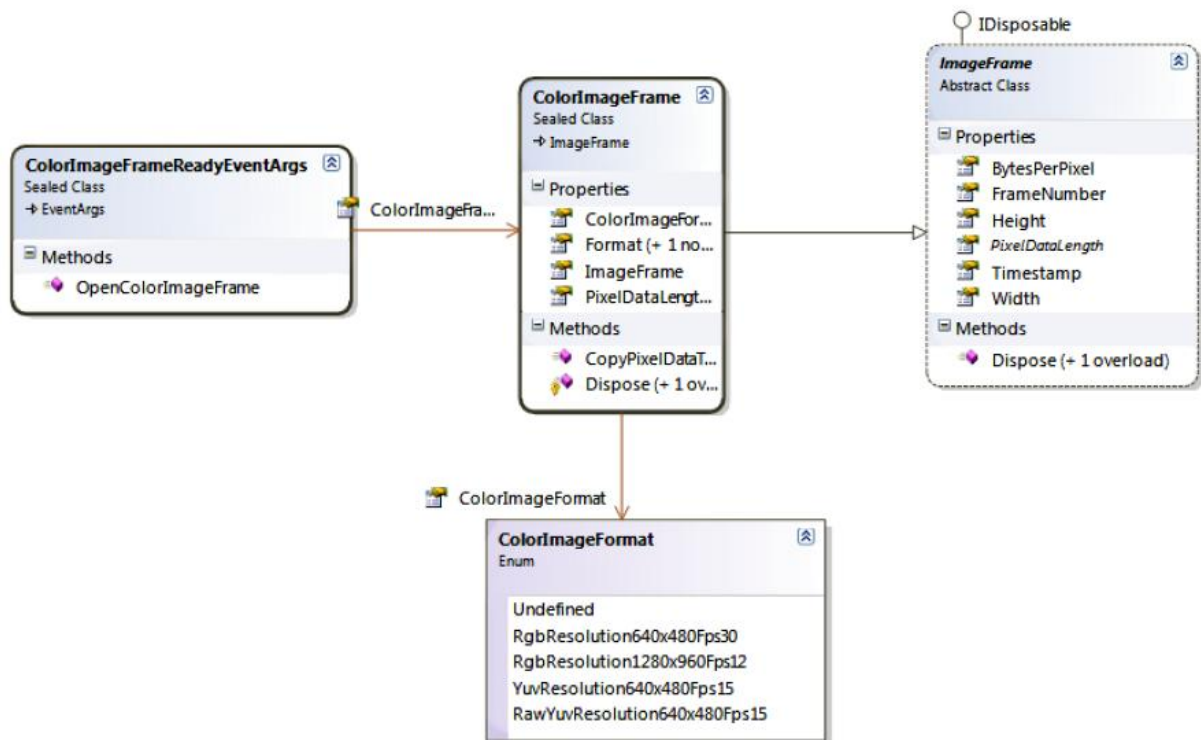 IDisposable
ImageFrame
Abstract Class
Properties
BytesPerPixel
FrameNumber
Height
PixelDataLength
Timestamp
Width
Methods
Dispose (+ 1 overload)
ColorImageFrame
Sealed Class
ImageFrame
Properties
ColorImageFor...
Format (+ 1 no...
ImageFrame
PixelDataLengt...
Methods
CopyPixelDataT...
Dispose (+ 1 ov...
ColorImageFrameReadyEventArgs
Sealed Class
EventArgs
Methods
OpenColorImageFrame
ColorImageFra...
ColorImageFormat
ColorImageFormat
Enum
Undefined
RgbResolution640x480Fps30
RgbResolution1280x960Fps12
YuvResolution640x480Fps15
RawYuvResolution640x480Fps15